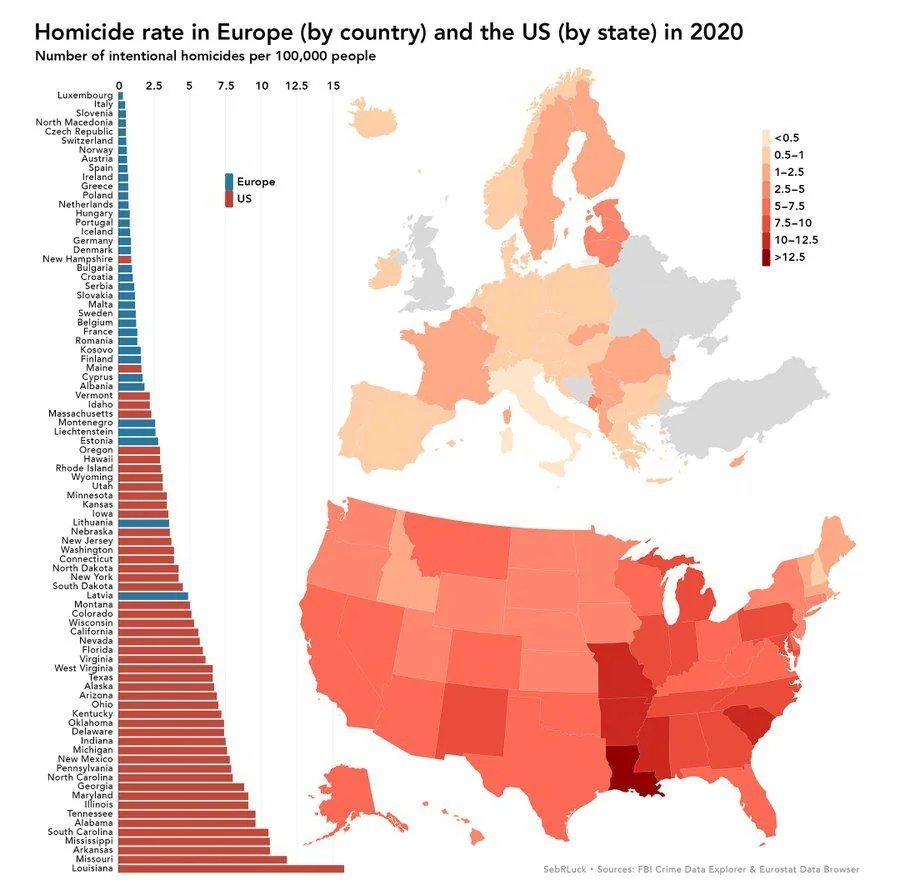 Homicide rate in Europe (by country) and the US (by state) in 2020
Number of intentional homicides per 100,000 people
0 2.5 5 7.5 10 12.5 15
Luxembourg
Italy
Slovenia
North Macedonia
Czech Republic
Switzerland
Norway
Austria
Spain
Ireland
Greece
Poland
Netherlands
Hungary
Portugal
Iceland
Germany
Denmark
New Hampshire
Bulgaria
Croatia
Serbia
Slovakia
Malta
Sweden
Belgium
France
Romania
Kosovo
Finland
Maine
Cyprus
Albania
Vermont
Idaho
Massachusetts
Montenegro
Liechtenstein
Estonia
Oregon
Hawaii
Rhode Island
Wyoming
Utah
Minnesota
Kansas
Iowa
Lithuania
Nebraska
New Jersey
Washington
Connecticut
North Dakota
New York
South Dakota
Latvia
Montana
Colorado
Wisconsin
California
Nevada
Florida
Virginia
West Virginia
Texas
Alaska
Arizona
Ohio
Kentucky
Oklahoma
Delaware
Indiana
Michigan
New Mexico
Pennsylvania
North Carolina
Georgia
Maryland
Illinois
Tennessee
Alabama
South Carolina
Mississippi
Arkansas
Missouri
Louisiana
Europe
US
<0.5
0.5–1
1–2.5
2.5–5
5–7.5
7.5–10
10–12.5
>12.5
SebRLuck • Sources: FBI Crime Data Explorer & Eurostat Data Browser